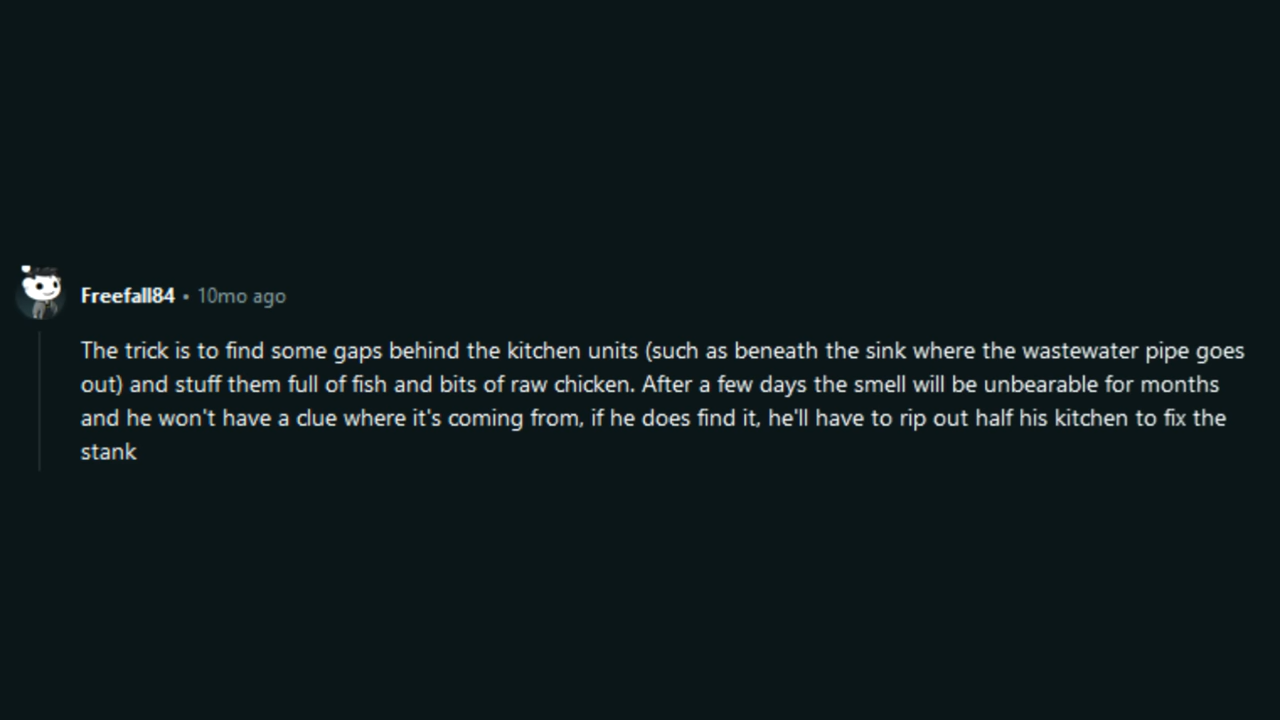 Freefall84 • 10mo ago
The trick is to find some gaps behind the kitchen units (such as beneath the sink where the wastewater pipe goes
out) and stuff them full of fish and bits of raw chicken. After a few days the smell will be unbearable for months
and he won't have a clue where it's coming from, if he does find it, he'll have to rip out half his kitchen to fix the
stank